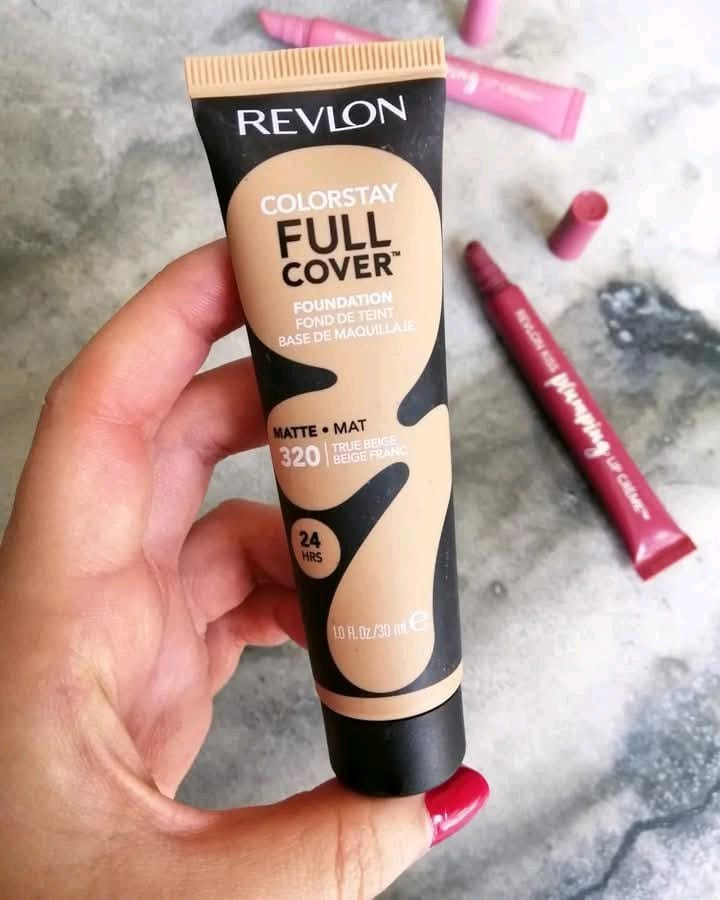 REVLON
COLORSTAY
FULL
COVER™
FOUNDATION
FOND DE TEINT
BASE DE MAQUILLAJE
MATTE • MAT
320 | TRUE BEIGE
BEIGE FRANC
24
HRS
1.0 Fl.Oz./30 mL e
REVLON KISS plumping LIP CRÈME™